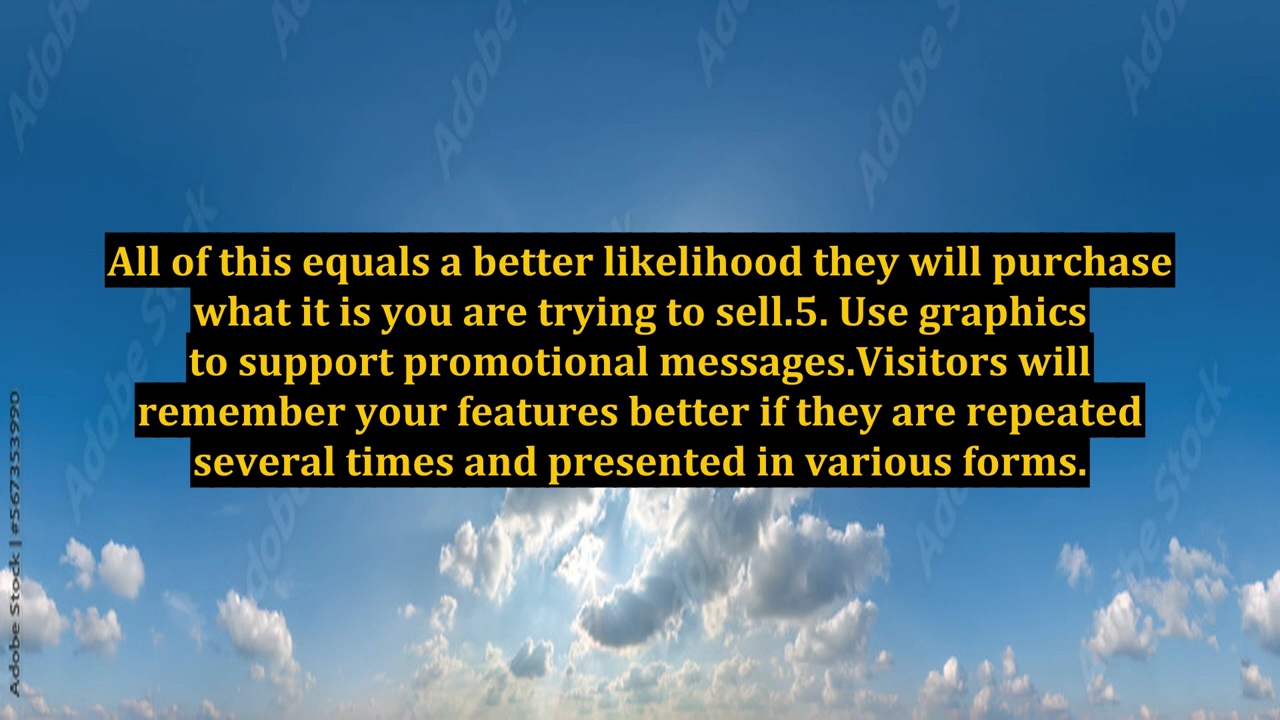 All of this equals a better likelihood they will purchase
what it is you are trying to sell.5. Use graphics
to support promotional messages.Visitors will
remember your features better if they are repeated
several times and presented in various forms.
Adobe Stock | #567353990
Adobe Stock